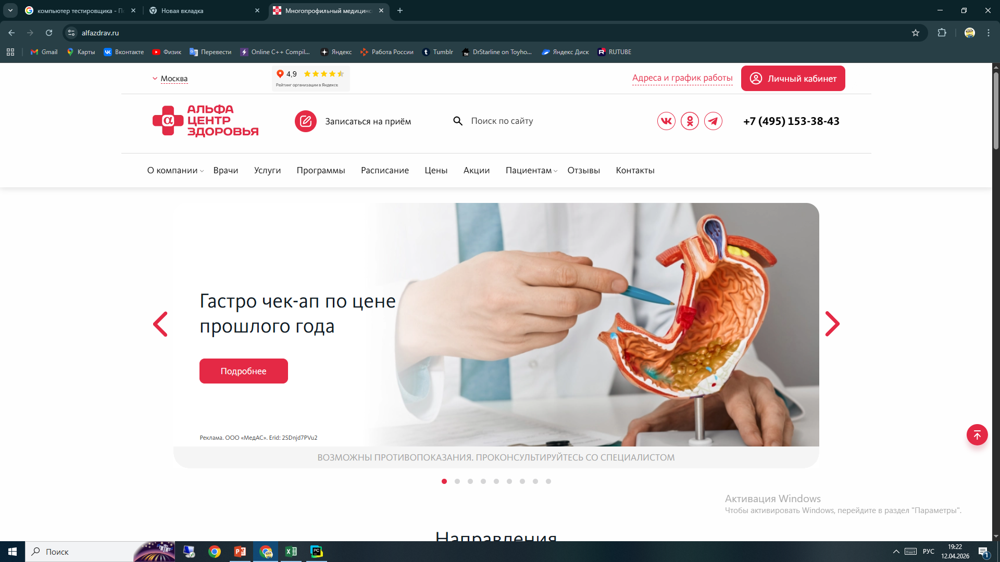 компьютер тестировщика - П
Новая вкладка
Многопрофильный медицинс
alfazdrav.ru
Gmail
Карты
Вконтакте
Физик
Перевести
Online C++ Compil...
Яндекс
Работа России
Tumblr
DrStarline on Toyho...
Яндекс Диск
RUTUBE
Москва
4,9
Рейтинг организации в Яндексе
Адреса и график работы
Личный кабинет
АЛЬФА
ЦЕНТР
ЗДОРОВЬЯ
Записаться на приём
Поиск по сайту
+7 (495) 153-38-43
О компании
Врачи
Услуги
Программы
Расписание
Цены
Акции
Пациентам
Отзывы
Контакты
Гастро чек-ап по цене
прошлого года
Подробнее
Реклама. ООО «МедАС». Erid: 2SDnjd7PVu2
ВОЗМОЖНЫ ПРОТИВОПОКАЗАНИЯ. ПРОКОНСУЛЬТИРУЙТЕСЬ СО СПЕЦИАЛИСТОМ
Активация Windows
Чтобы активировать Windows, перейдите в раздел "Параметры".
Направления
Поиск
РУС
19:22
12.04.2026
1